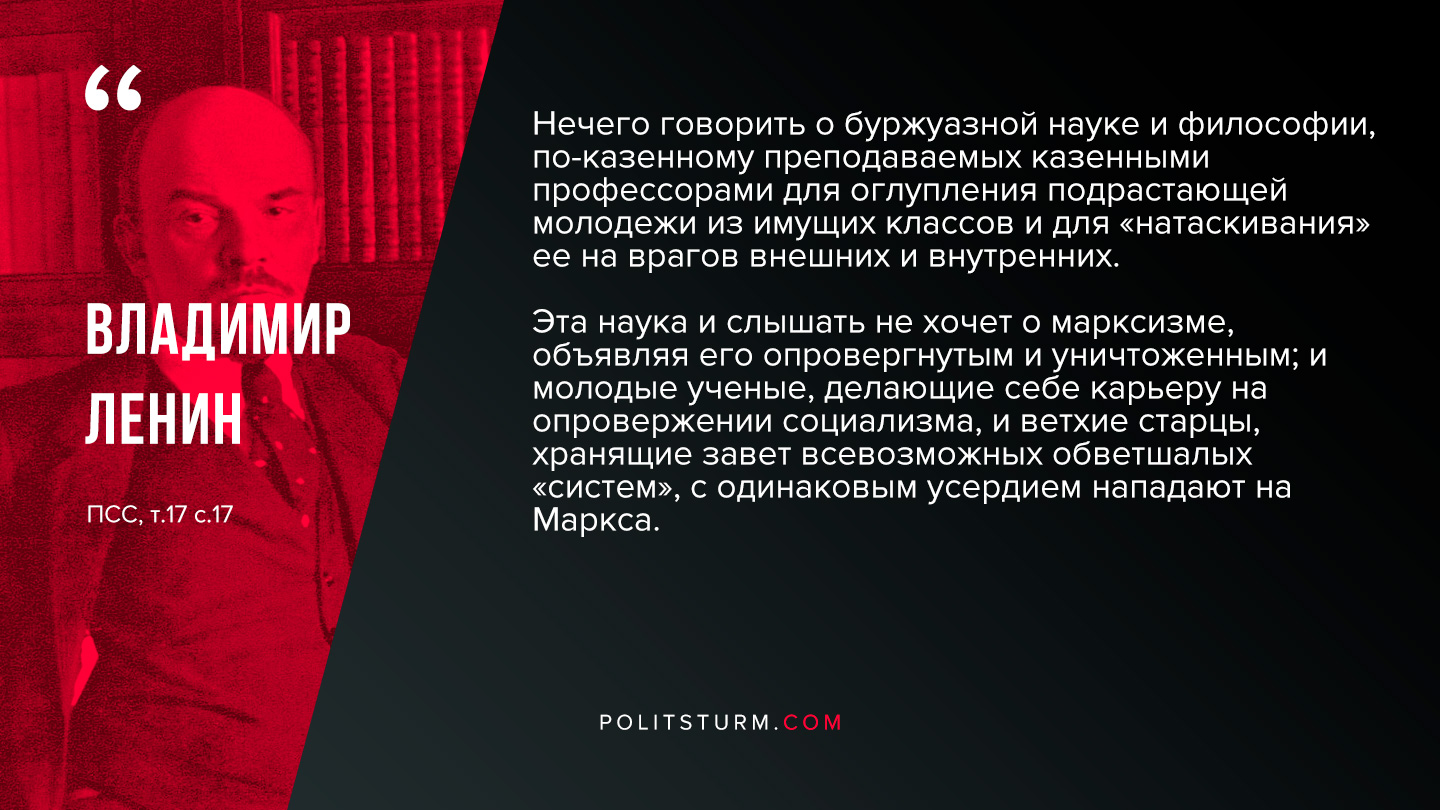 “
ВЛАДИМИР
ЛЕНИН
ПСС, т.17 с.17
Нечего говорить о буржуазной науке и философии,
по-казенному преподаваемых казенными
профессорами для оглупления подрастающей
молодежи из имущих классов и для «натаскивания»
ее на врагов внешних и внутренних.
Эта наука и слышать не хочет о марксизме,
объявляя его опровергнутым и уничтоженным; и
молодые ученые, делающие себе карьеру на
опровержении социализма, и ветхие старцы,
хранящие завет всевозможных обветшалых
«систем», с одинаковым усердием нападают на
Маркса.
POLITSTURM.COM